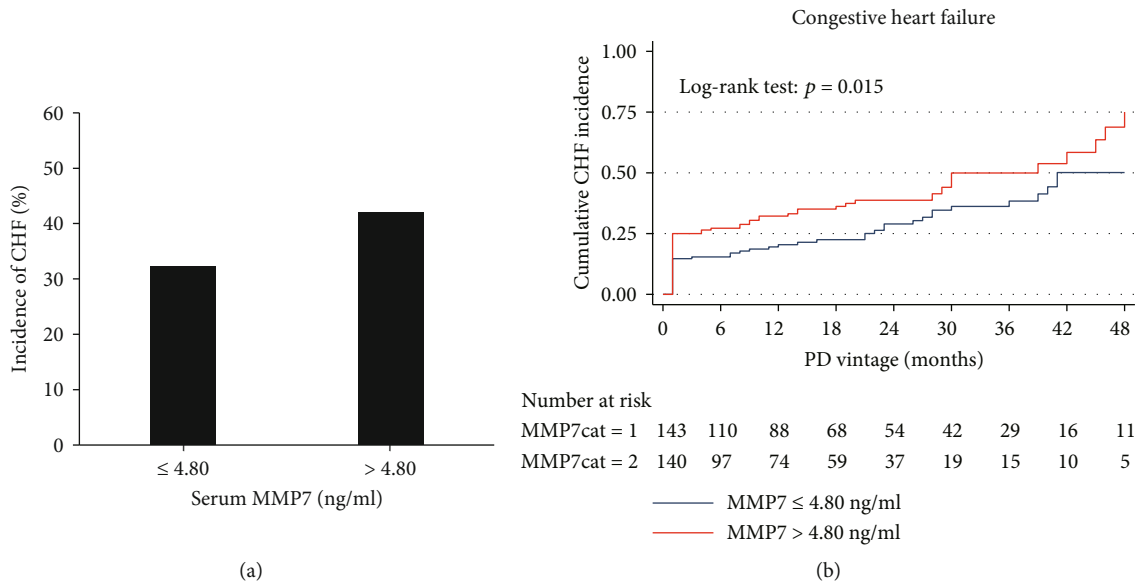 Incidence of CHF (%)
60
50
40
30
20
10
0
≤ 4.80
> 4.80
Serum MMP7 (ng/ml)
(a)
Congestive heart failure
Log-rank test: p = 0.015
Cumulative CHF incidence
1.00
0.75
0.50
0.25
0.00
0 6 12 18 24 30 36 42 48
PD vintage (months)
Number at risk
MMP7cat = 1 143 110 88 68 54 42 29 16 11
MMP7cat = 2 140 97 74 59 37 19 15 10 5
MMP7 ≤ 4.80 ng/ml
MMP7 > 4.80 ng/ml
(b)